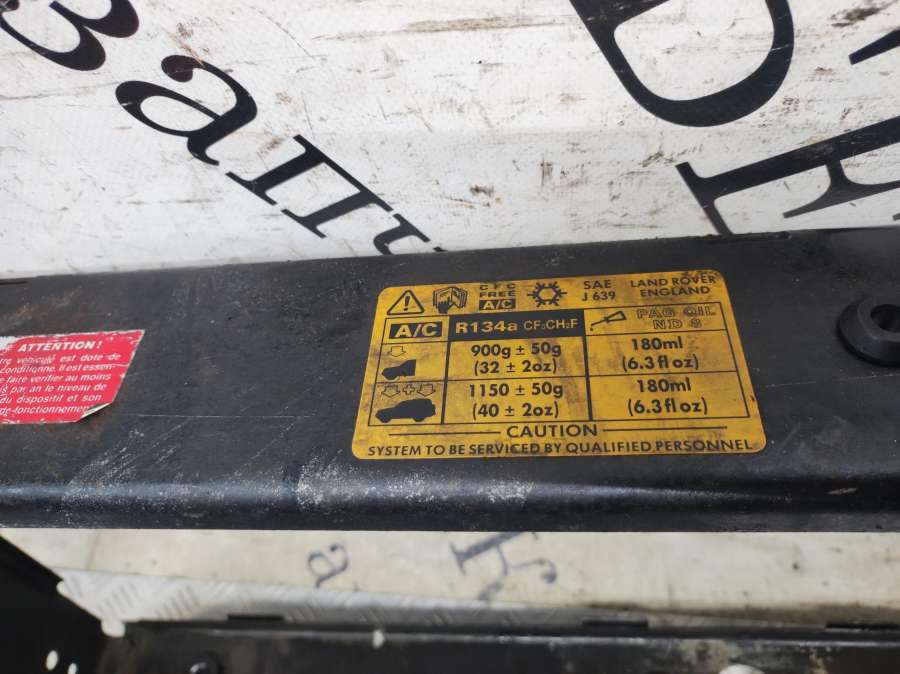 Запч
ATTENTION!
véhicule est doté de
conditionné. Il est essen-
faire vérifier au moins
par an le niveau de
du dispositif et son
de-fonctionnement
CFC
FREE
A/C
SAE
J 639
LAND ROVER
ENGLAND
A/C
R134a CF₃CH₂F
PAG OIL
ND 8
900g ± 50g
(32 ± 2oz)
180ml
(6.3fl oz)
1150 ± 50g
(40 ± 2oz)
180ml
(6.3fl oz)
CAUTION
SYSTEM TO BE SERVICED BY QUALIFIED PERSONNEL